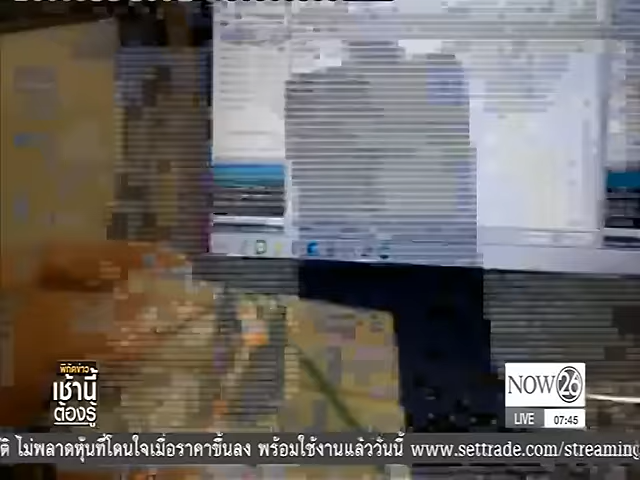 พิกัดข่าว
เช้านี้
ต้องรู้
NOW 26
LIVE 07:45
ไม่พลาดหุ้นที่โดนใจเมื่อราคาขึ้นลง พร้อมใช้งานแล้ววันนี้ www.settrade.com/streaming